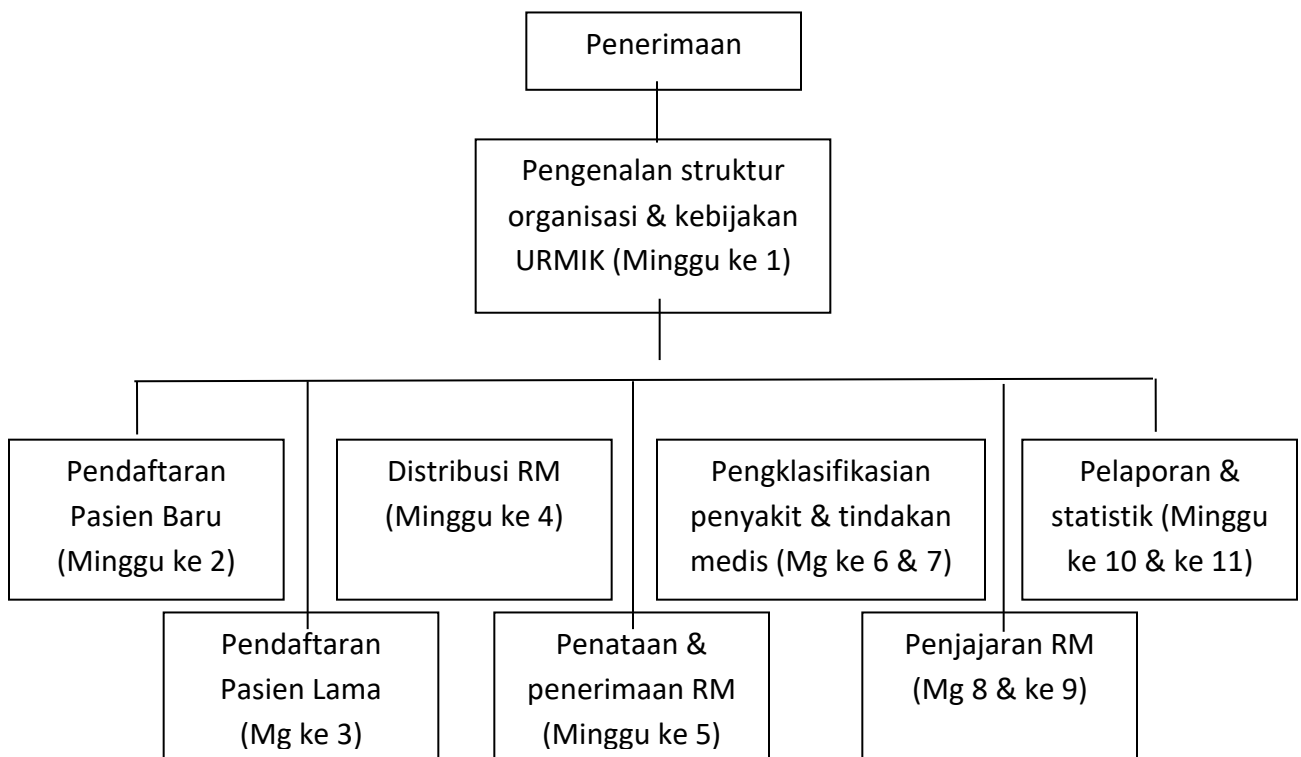 Penerimaan
Pengenalan struktur
organisasi & kebijakan
URMIK (Minggu ke 1)
Pendaftaran
Pasien Baru
(Minggu ke 2)
Distribusi RM
(Minggu ke 4)
Pengklasifikasian
penyakit & tindakan
medis (Mg ke 6 & 7)
Pelaporan &
statistik (Minggu
ke 10 & ke 11)
Pendaftaran
Pasien Lama
(Mg ke 3)
Penataan &
penerimaan RM
(Minggu ke 5)
Penjajaran RM
(Mg 8 & ke 9)